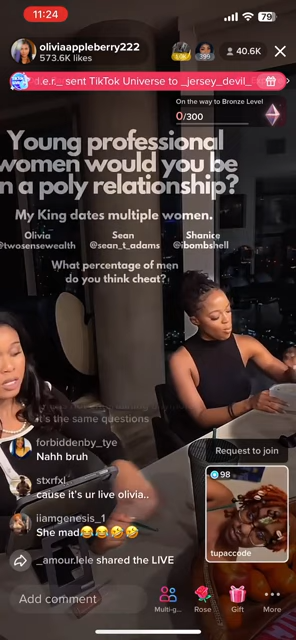 11:24
79
oliviaappleberry222
573.6K likes
399
40.6K
d.e.r._ sent TikTok Universe to _jersey_devil_
On the way to Bronze Level
0/300
Young professional
women would you be
n a poly relationship?
My King dates multiple women.
Olivia Sean Shanice
@twosensewealth @sean_t_adams @ibombshell
What percentage of men
do you think cheat?
it's the same questions
forbiddenby_tye
Nahh bruh
stxrfxl
cause it's ur live olivia..
iiamgenesis_1
She mad😂😂🤣🤣
_amour.lele shared the LIVE
Request to join
98
tupaccode
Add comment
Multi-g...
Rose
Gift
More